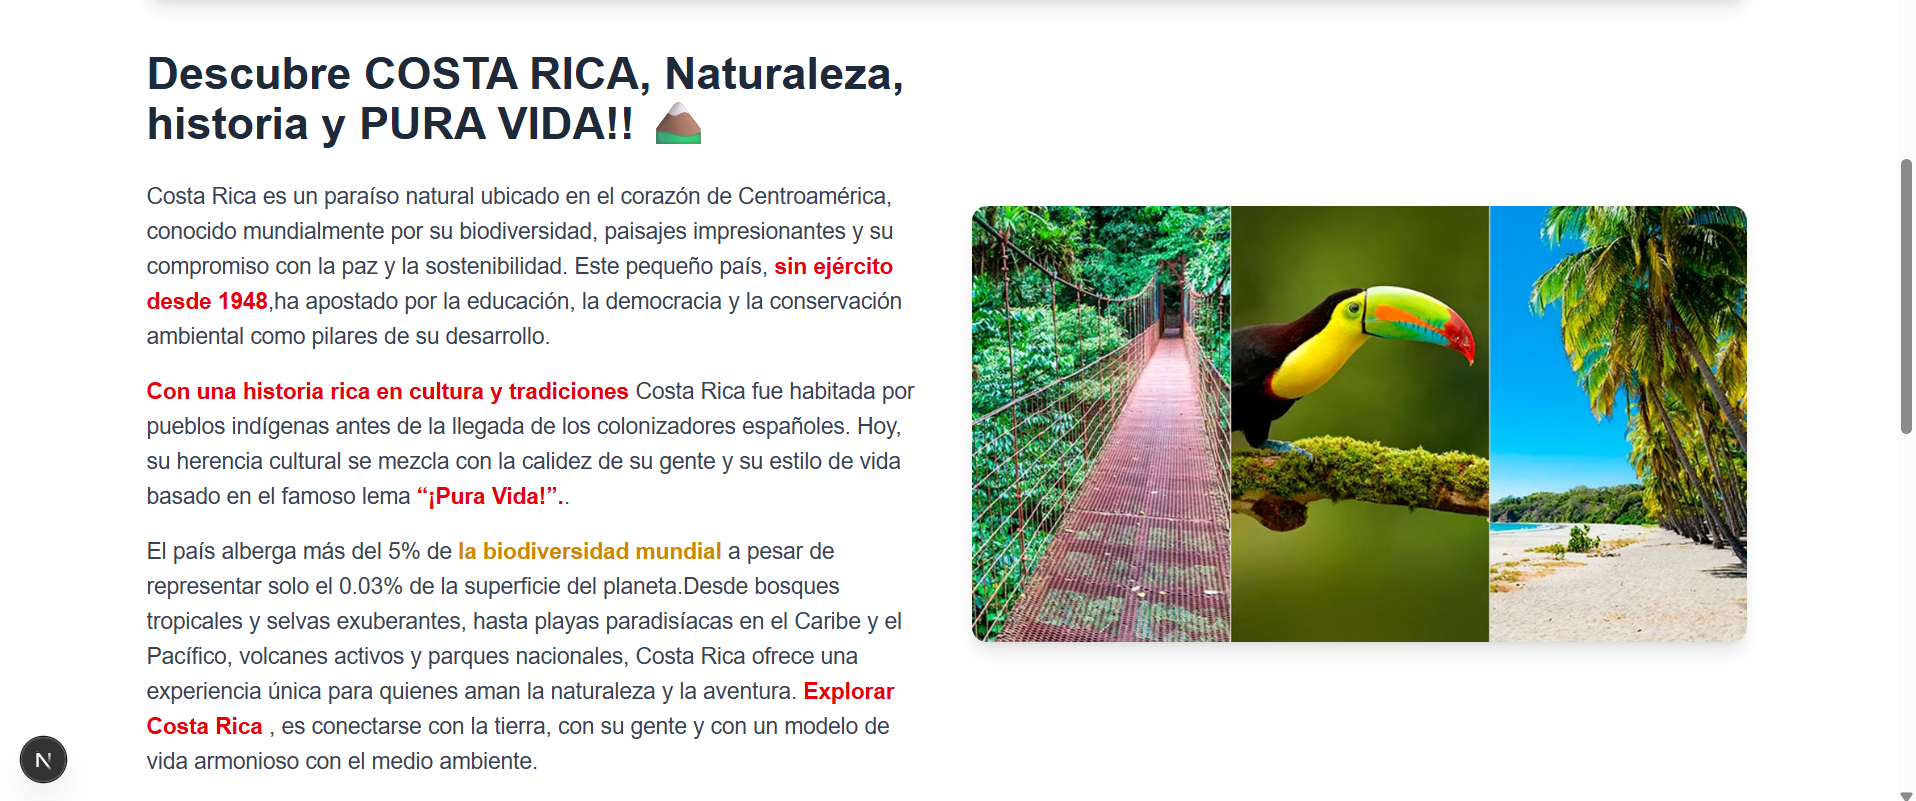 Descubre COSTA RICA, Naturaleza,
historia y PURA VIDA!!
Costa Rica es un paraíso natural ubicado en el corazón de Centroamérica,
conocido mundialmente por su biodiversidad, paisajes impresionantes y su
compromiso con la paz y la sostenibilidad. Este pequeño país, sin ejército
desde 1948,ha apostado por la educación, la democracia y la conservación
ambiental como pilares de su desarrollo.
Con una historia rica en cultura y tradiciones Costa Rica fue habitada por
pueblos indígenas antes de la llegada de los colonizadores españoles. Hoy,
su herencia cultural se mezcla con la calidez de su gente y su estilo de vida
basado en el famoso lema “¡Pura Vida!”..
El país alberga más del 5% de la biodiversidad mundial a pesar de
representar solo el 0.03% de la superficie del planeta.Desde bosques
tropicales y selvas exuberantes, hasta playas paradisíacas en el Caribe y el
Pacífico, volcanes activos y parques nacionales, Costa Rica ofrece una
experiencia única para quienes aman la naturaleza y la aventura. Explorar
Costa Rica , es conectarse con la tierra, con su gente y con un modelo de
vida armonioso con el medio ambiente.
N